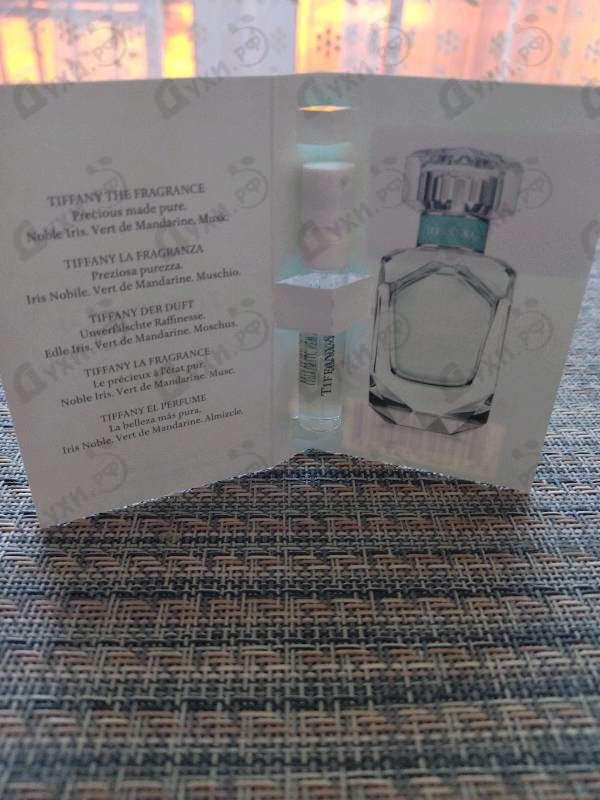 TIFFANY THE FRAGRANCE
Precious made pure.
Noble Iris. Vert de Mandarine. Musk.
TIFFANY LA FRAGRANZA
Preziosa purezza.
Iris Nobile. Vert de Mandarine. Muschio.
TIFFANY DER DUFT
Unverfälschte Raffinesse.
Edle Iris. Vert de Mandarine. Moschus.
TIFFANY LA FRAGRANCE
Le précieux à l'état pur.
Noble Iris. Vert de Mandarine. Musc.
TIFFANY EL PERFUME
La belleza más pura.
Iris Noble. Vert de Mandarine. Almizcle.
TIFFANY & CO.
Духи.рф